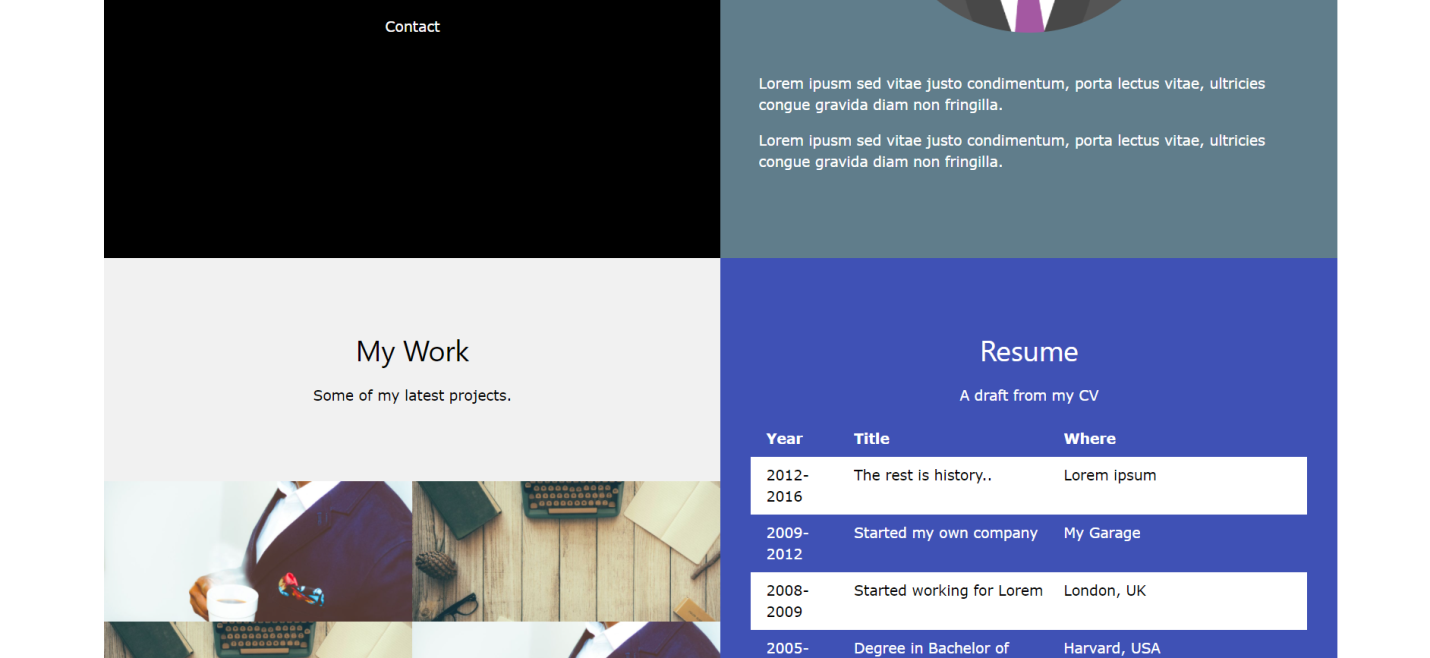 Contact
Lorem ipusm sed vitae justo condimentum, porta lectus vitae, ultricies
congue gravida diam non fringilla.
Lorem ipusm sed vitae justo condimentum, porta lectus vitae, ultricies
congue gravida diam non fringilla.
My Work
Some of my latest projects.
Resume
A draft from my CV
Year Title Where
2012- The rest is history.. Lorem ipsum
2016
2009- Started my own company My Garage
2012
2008- Started working for Lorem London, UK
2009
2005- Degree in Bachelor of Harvard, USA